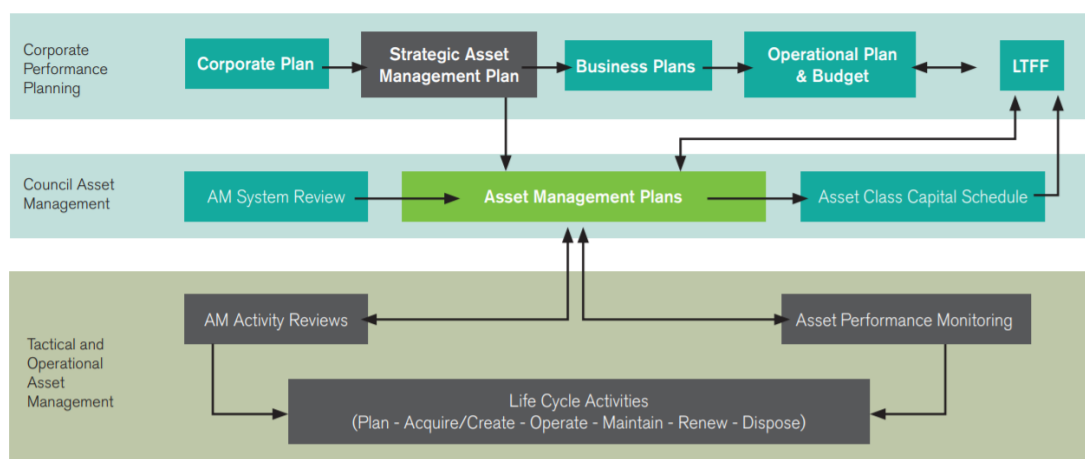 Corporate
Performance
Planning
Corporate Plan
Strategic Asset
Management Plan
Business Plans
Operational Plan
& Budget
LTFF
Council Asset
Management
AM System Review
Asset Management Plans
Asset Class Capital Schedule
Tactical and
Operational
Asset
Management
AM Activity Reviews
Asset Performance Monitoring
Life Cycle Activities
(Plan - Acquire/Create - Operate - Maintain - Renew - Dispose)